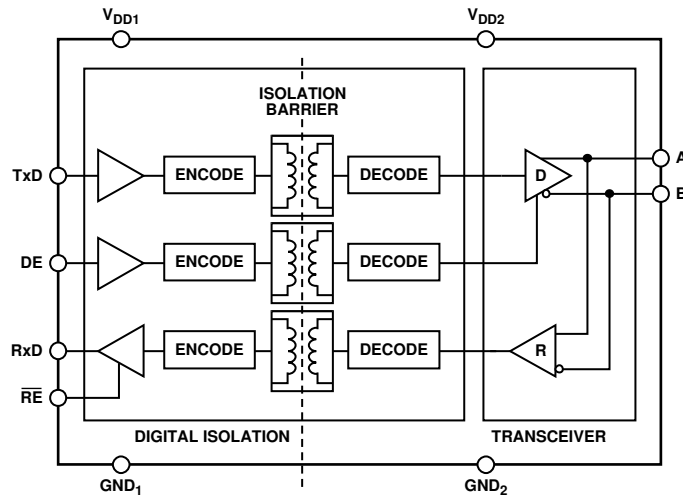 VDD1 VDD2
ISOLATION
BARRIER
TxD ENCODE DECODE D A
B
DE ENCODE DECODE
RxD ENCODE DECODE R
RE
DIGITAL ISOLATION TRANSCEIVER
GND1 GND2